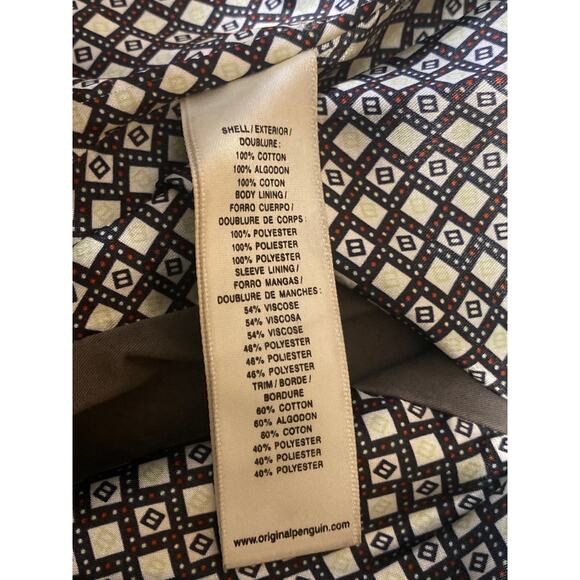 SHELL/EXTERIOR/
DOUBLURE:
100% COTTON
100% ALGODON
100% COTON
BODY LINING/
FORRO CUERPO/
DOUBLURE DE CORPS:
100% POLYESTER
100% POLIESTER
100% POLYESTER
SLEEVE LINING/
FORRO MANGAS/
DOUBLURE DE MANCHES:
54% VISCOSE
54% VISCOSA
54% VISCOSE
46% POLYESTER
46% POLIESTER
46% POLYESTER
TRIM/BORDE/
BORDURE
60% COTTON
60% ALGODON
60% COTON
40% POLYESTER
40% POLIESTER
40% POLYESTER
www.originalpenguin.com